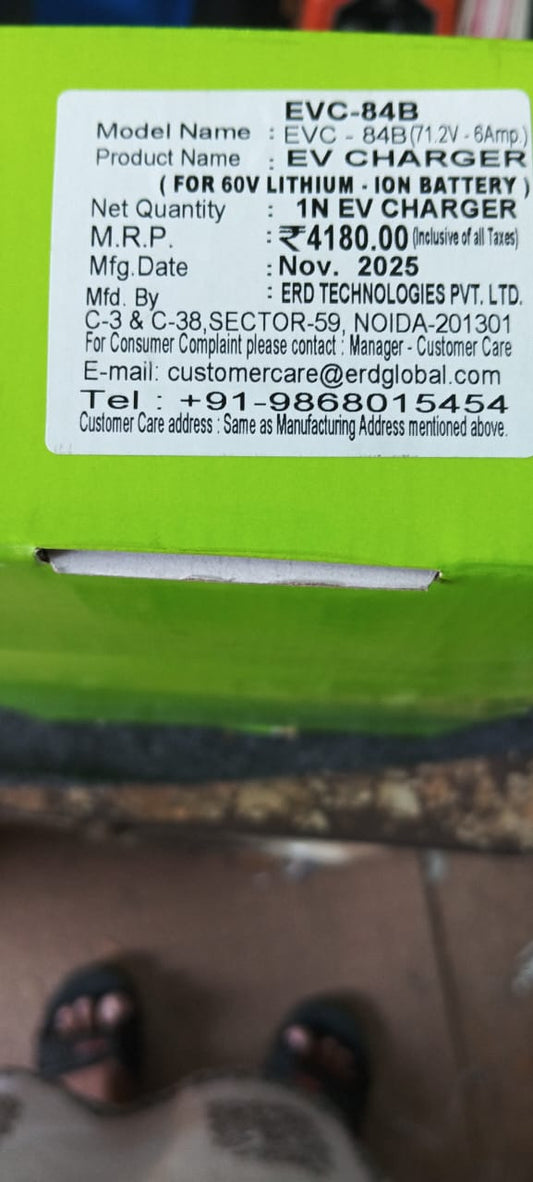 EVC-84B
Model Name : EVC - 84B(71.2V - 6Amp.)
Product Name : EV CHARGER
( FOR 60V LITHIUM - ION BATTERY )
Net Quantity : 1N EV CHARGER
M.R.P. : ₹4180.00 (Inclusive of all Taxes)
Mfg.Date : Nov. 2025
Mfd. By : ERD TECHNOLOGIES PVT. LTD.
C-3 & C-38,SECTOR-59, NOIDA-201301
For Consumer Complaint please contact : Manager - Customer Care
E-mail: customercare@erdglobal.com
Tel : +91-9868015454
Customer Care address : Same as Manufacturing Address mentioned above.